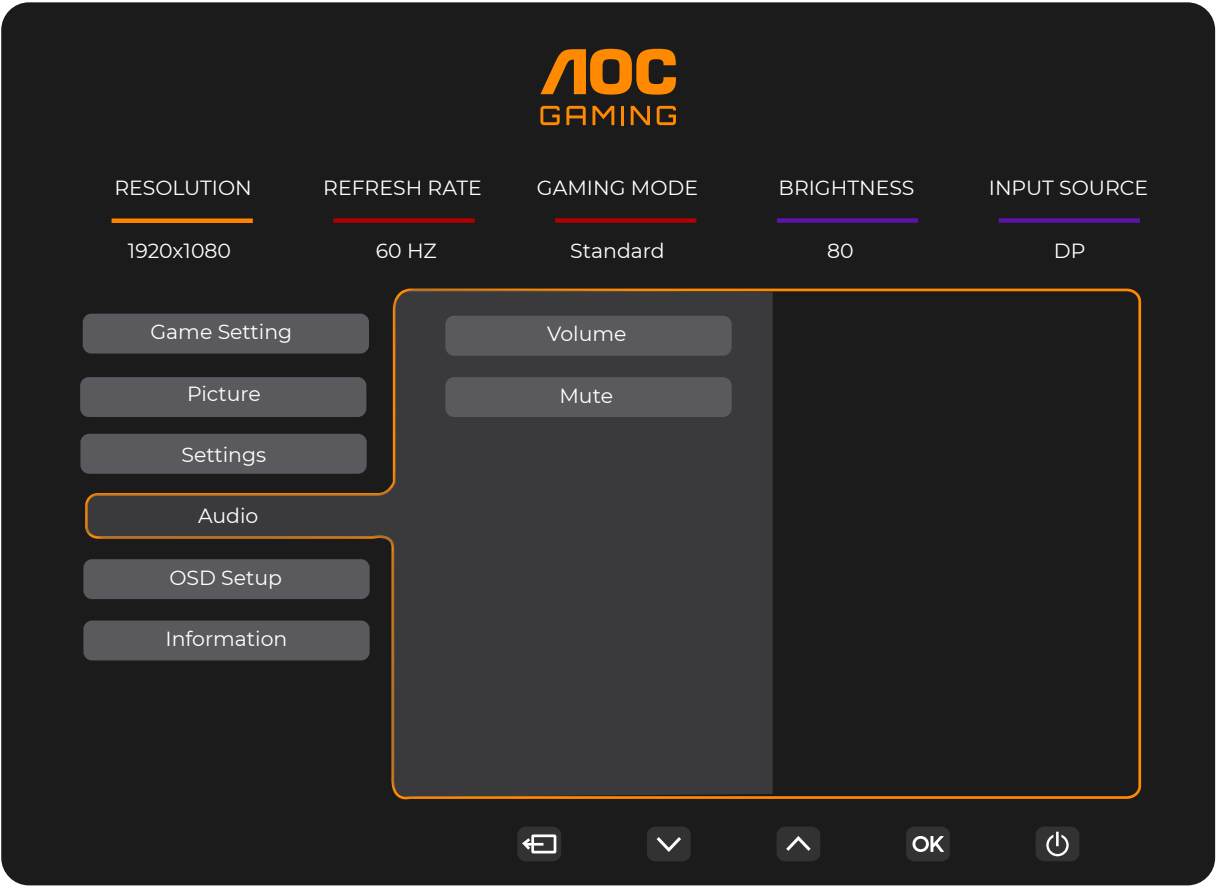 AOC
GAMING
RESOLUTION REFRESH RATE GAMING MODE BRIGHTNESS INPUT SOURCE
1920x1080 60 HZ Standard 80 DP
Game Setting
Picture
Settings
Audio
OSD Setup
Information
Volume
Mute
OK